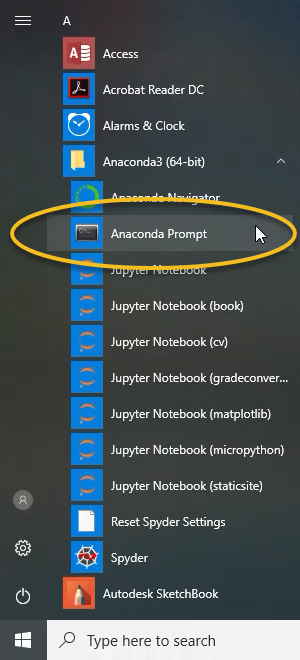 A
Access
Acrobat Reader DC
Alarms & Clock
Anaconda3 (64-bit)
Anaconda Navigator
Anaconda Prompt
Jupyter Notebook
Jupyter Notebook (book)
Jupyter Notebook (cv)
Jupyter Notebook (gradeconver...
Jupyter Notebook (matplotlib)
Jupyter Notebook (micropython)
Jupyter Notebook (staticsite)
Reset Spyder Settings
Spyder
Autodesk SketchBook
Type here to search